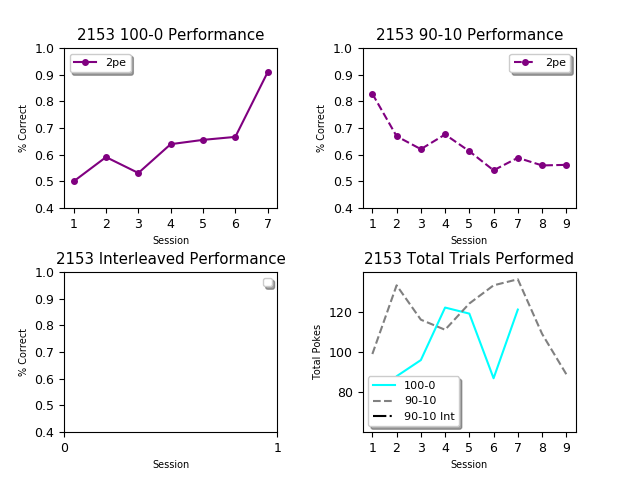 2153 100-0 Performance
2pe
% Correct
1.0
0.9
0.8
0.7
0.6
0.5
0.4
1 2 3 4 5 6 7
Session
2153 90-10 Performance
2pe
% Correct
1.0
0.9
0.8
0.7
0.6
0.5
0.4
1 2 3 4 5 6 7 8 9
Session
2153 Interleaved Performance
% Correct
1.0
0.9
0.8
0.7
0.6
0.5
0.4
0 1
Session
2153 Total Trials Performed
Total Pokes
120
100
80
100-0
90-10
90-10 Int
1 2 3 4 5 6 7 8 9
Session